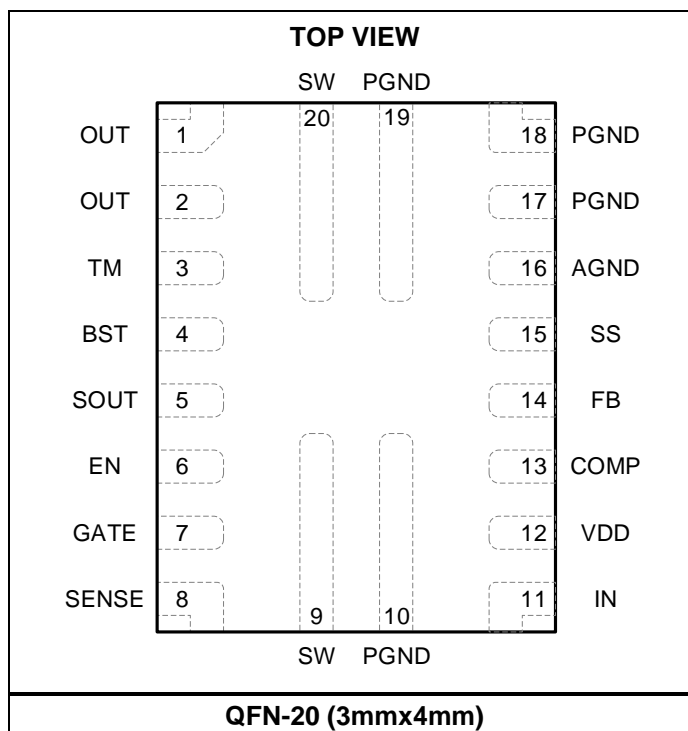 TOP VIEW
SW PGND
20 19
OUT 1 18 PGND
OUT 2 17 PGND
TM 3 16 AGND
BST 4 15 SS
SOUT 5 14 FB
EN 6 13 COMP
GATE 7 12 VDD
SENSE 8 11 IN
9 10
SW PGND
QFN-20 (3mmx4mm)